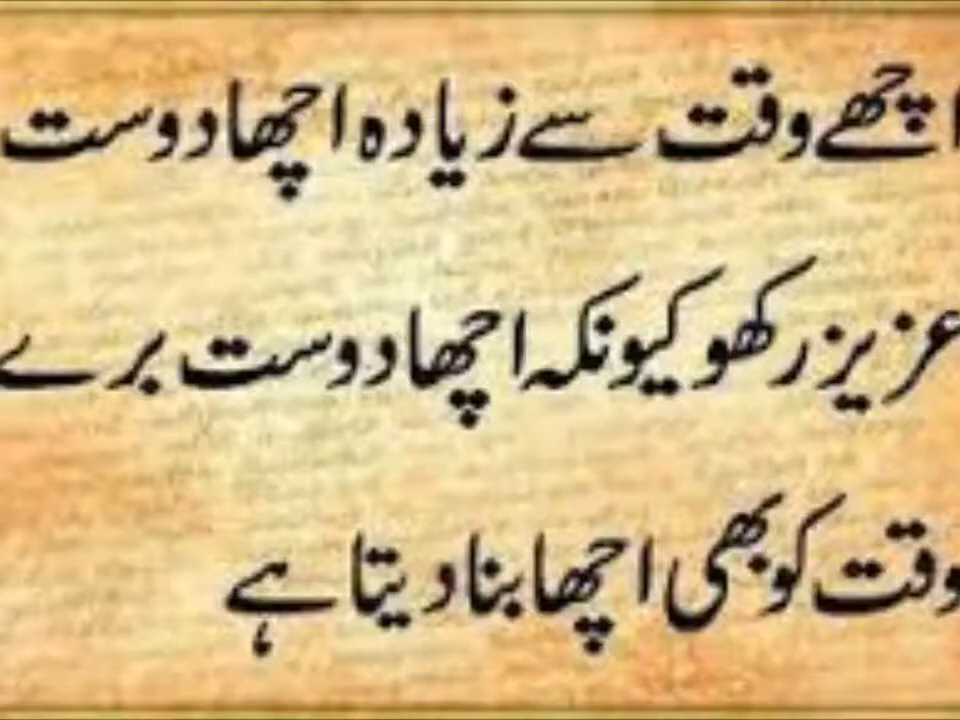 اچھے وقت سے زیادہ اچھا دوست
عزیز رکھو کیونکہ اچھا دوست برے
وقت کو بھی اچھا بنا دیتا ہے